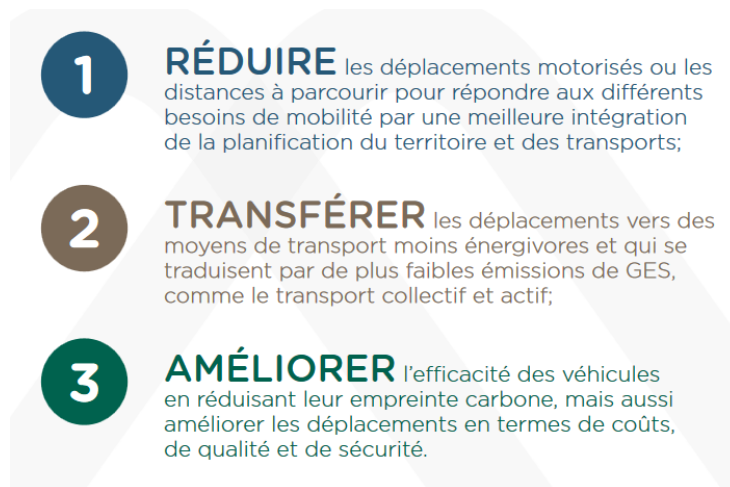 1
RÉDUIRE les déplacements motorisés ou les
distances à parcourir pour répondre aux différents
besoins de mobilité par une meilleure intégration
de la planification du territoire et des transports;
2
TRANSFÉRER les déplacements vers des
moyens de transport moins énergivores et qui se
traduisent par de plus faibles émissions de GES,
comme le transport collectif et actif;
3
AMÉLIORER l'efficacité des véhicules
en réduisant leur empreinte carbone, mais aussi
améliorer les déplacements en termes de coûts,
de qualité et de sécurité.